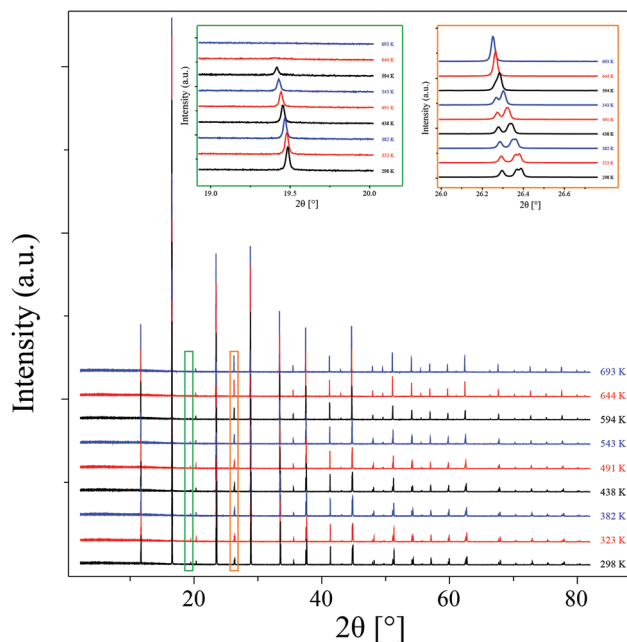 Intensity (a.u.)
693 K
644 K
594 K
543 K
491 K
438 K
382 K
323 K
298 K
19.0
19.5
20.0
2θ [°]
Intensity (a.u.)
693 K
644 K
594 K
543 K
491 K
438 K
382 K
323 K
298 K
26.0
26.2
26.4
26.6
2θ [°]
Intensity (a.u.)
693 K
644 K
594 K
543 K
491 K
438 K
382 K
323 K
298 K
20
40
60
80
2θ [°]